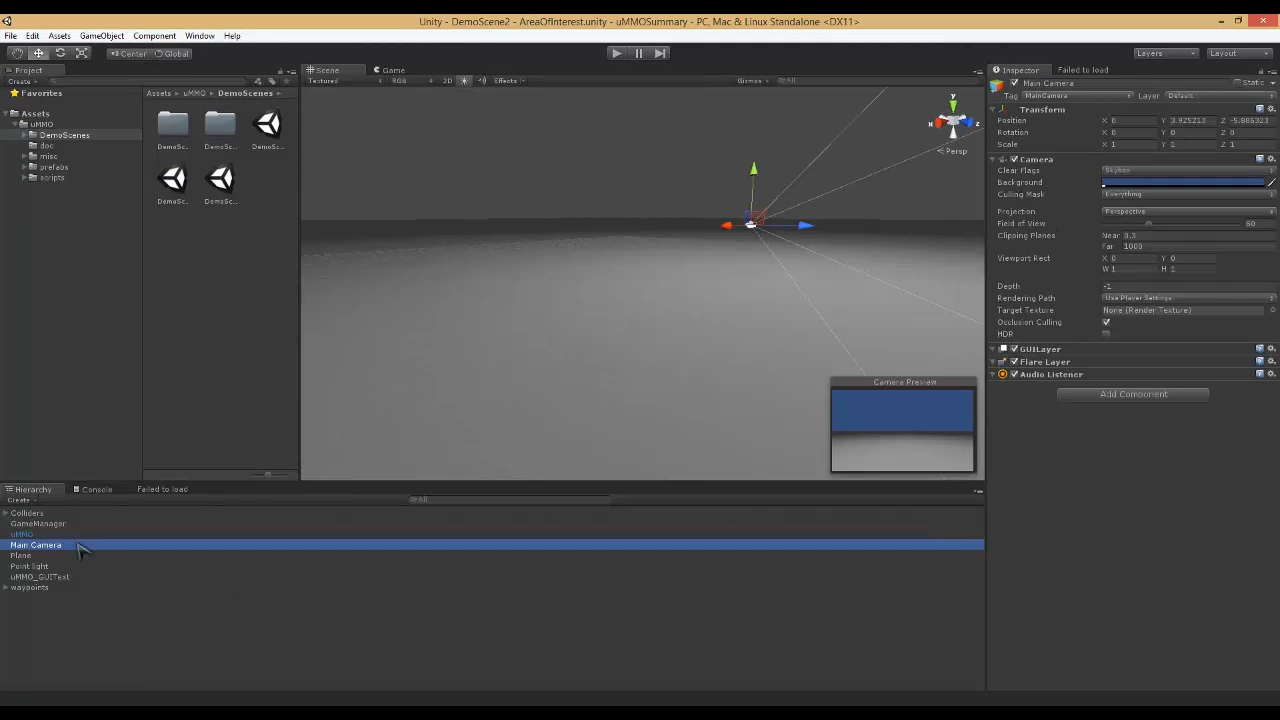 Unity - DemoScene2 - AreaOfInterest.unity - uMMOSummary - PC, Mac & Linux Standalone <DX11>
File Edit Assets GameObject Component Window Help
Center Global Layers Layout
Project
Create
Favorites
Assets
uMMO
DemoScenes
doc
misc
prefabs
scripts
Assets uMMO DemoScenes
DemoSc... DemoSc... DemoSc...
DemoSc... DemoSc...
Scene Game
Textured RGB 2D Effects Gizmos All
y
x z
Persp
Camera Preview
Inspector Failed to load
Main Camera Static
Tag MainCamera Layer Default
Transform
Position X 0 Y 3.925213 Z -5.886323
Rotation X 0 Y 0 Z 0
Scale X 1 Y 1 Z 1
Camera
Clear Flags Skybox
Background
Culling Mask Everything
Projection Perspective
Field of View 60
Clipping Planes Near 0.3
Far 1000
Viewport Rect X 0 Y 0
W 1 H 1
Depth -1
Rendering Path Use Player Settings
Target Texture None (Render Texture)
Occlusion Culling
HDR
GUILayer
Flare Layer
Audio Listener
Add Component
Hierarchy Console Failed to load
Create All
Colliders
GameManager
uMMO
Main Camera
Plane
Point light
uMMO_GUIText
waypoints